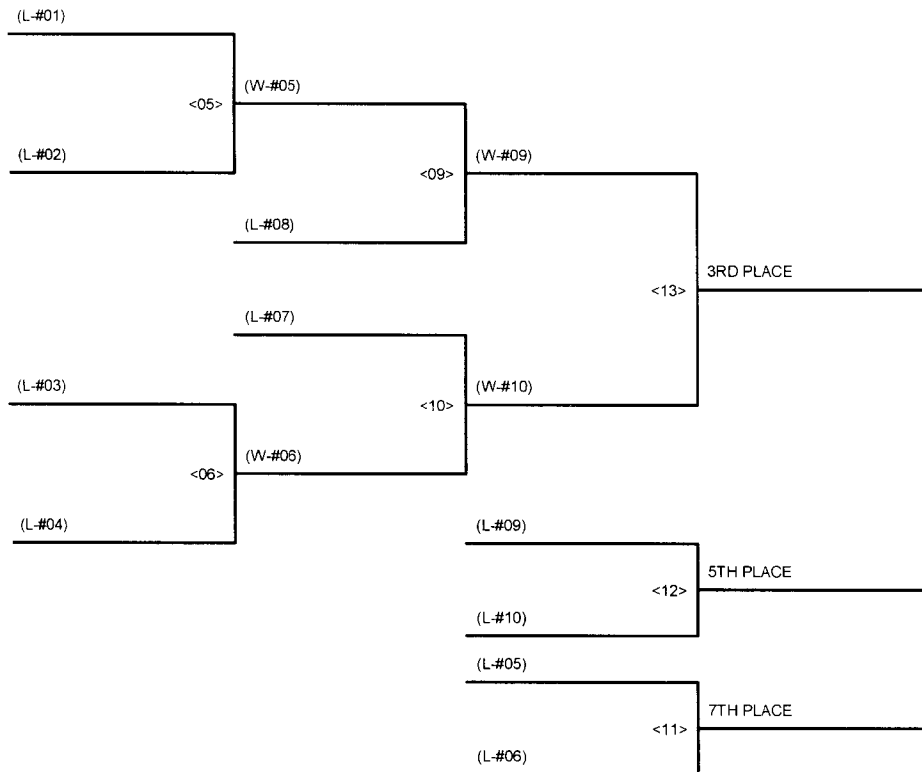 (L-#01)
(W-#05)
<05>
(L-#02)
(W-#09)
<09>
(L-#08)
3RD PLACE
<13>
(L-#07)
(L-#03)
(W-#10)
<10>
(W-#06)
<06>
(L-#04)
(L-#09)
5TH PLACE
<12>
(L-#10)
(L-#05)
7TH PLACE
<11>
(L-#06)